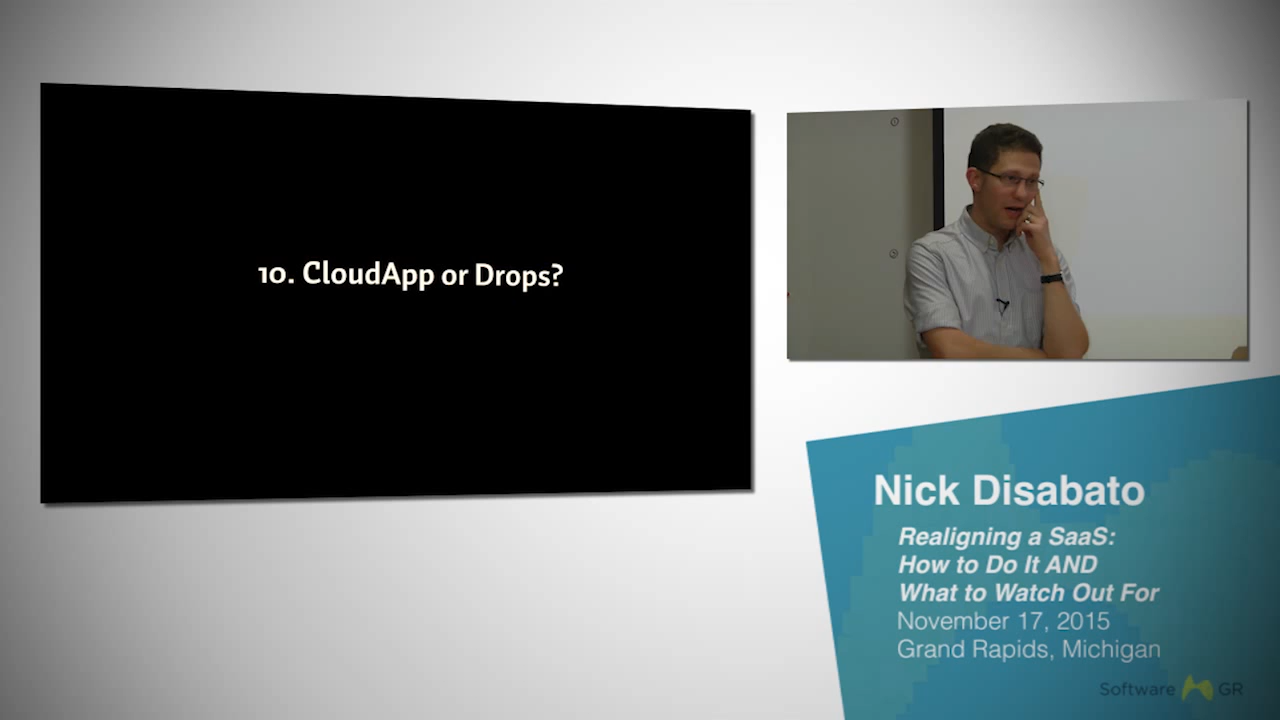 10. CloudApp or Drops?
Nick Disabato
Realigning a SaaS:
How to Do It AND
What to Watch Out For
November 17, 2015
Grand Rapids, Michigan
Software GR